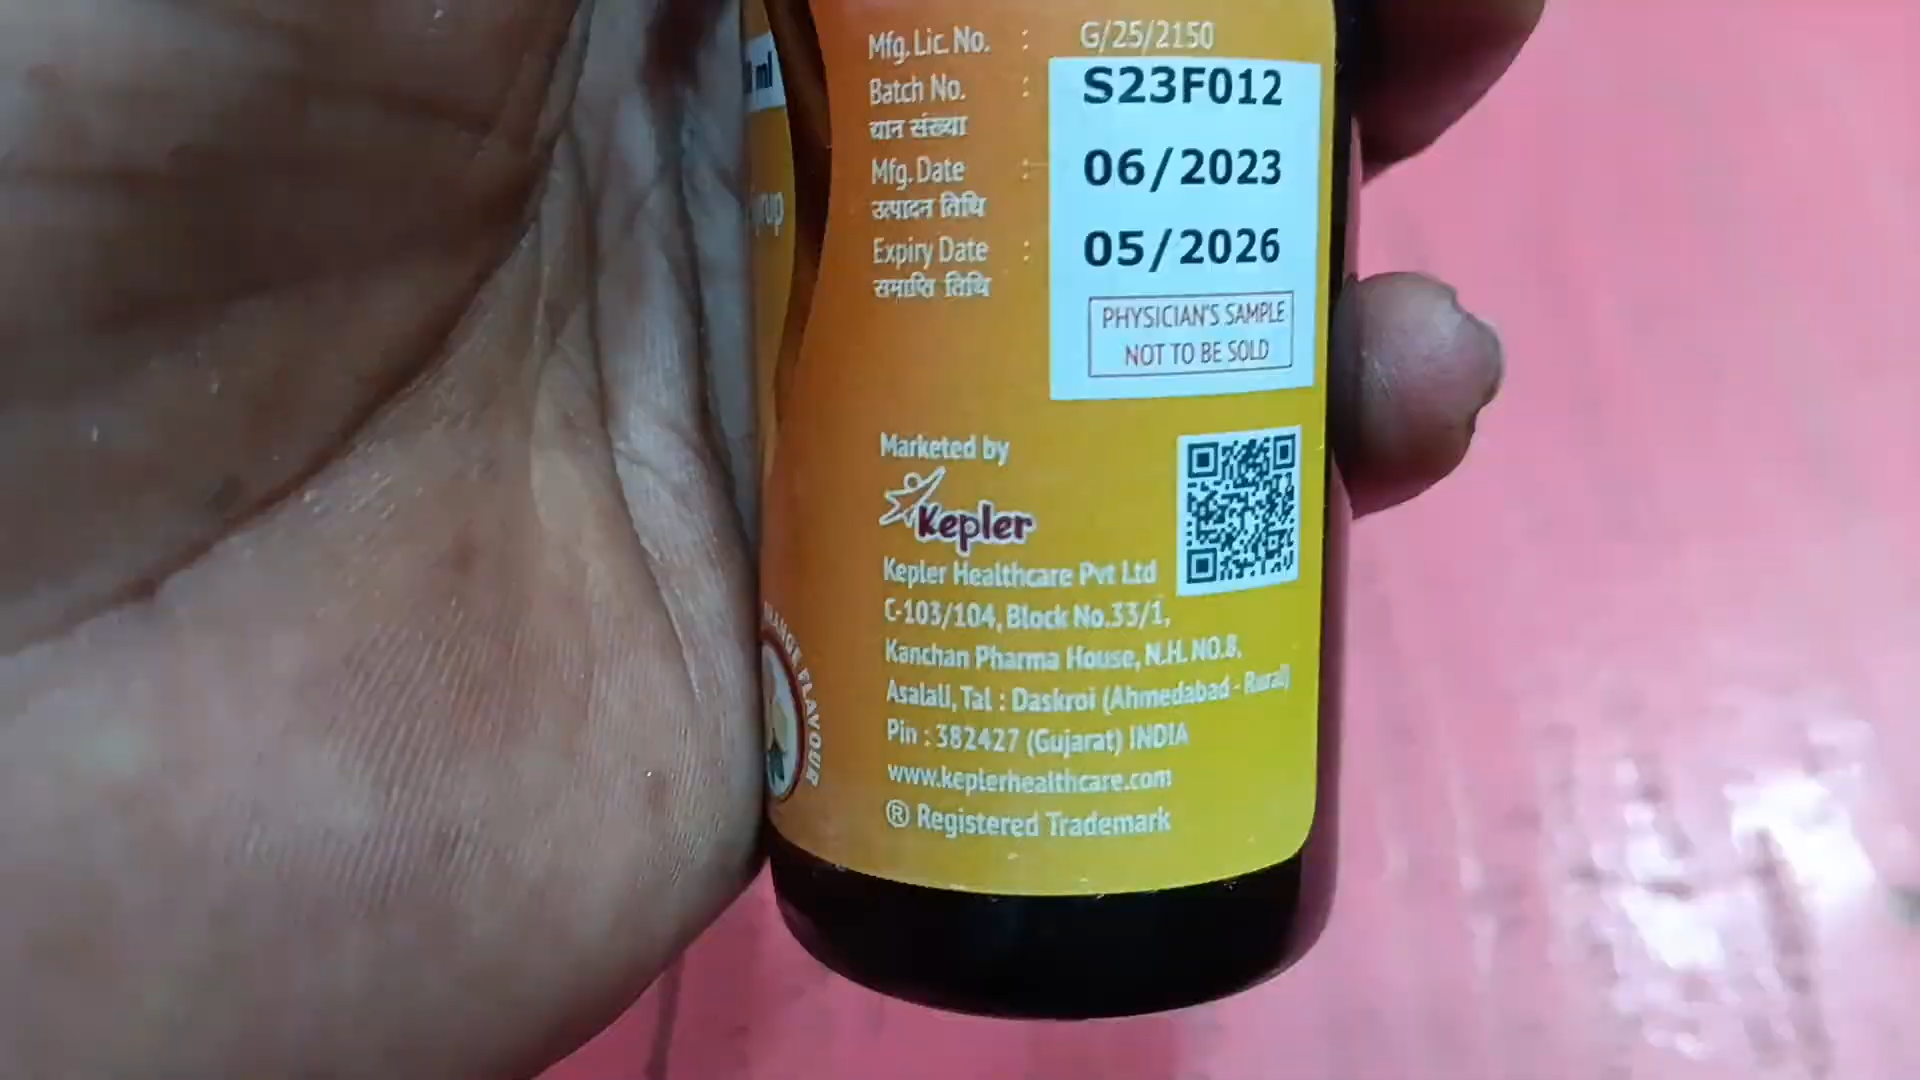 Mfg. Lic. No. : G/25/2150
Batch No. : S23F012
घान संख्या
Mfg. Date : 06/2023
उत्पादन तिथि
Expiry Date : 05/2026
समाप्ति तिथि
PHYSICIAN'S SAMPLE
NOT TO BE SOLD
Marketed by
Kepler
Kepler Healthcare Pvt Ltd
C-103/104, Block No.33/1,
Kanchan Pharma House, N.H. NO.8,
Asalali, Tal : Daskroi (Ahmedabad - Rural)
Pin : 382427 (Gujarat) INDIA
www.keplerhealthcare.com
® Registered Trademark
ml
FLAVOUR